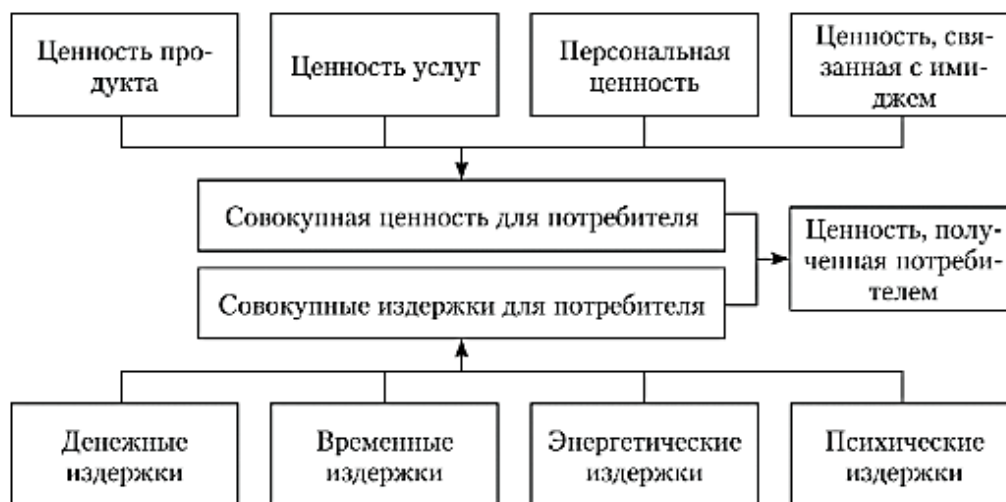 Ценность про-
дукта
Ценность услуг
Персональная
ценность
Ценность, свя-
занная с ими-
джем
Совокупная ценность для потребителя
Совокупные издержки для потребителя
Ценность, полу-
ченная потреби-
телем
Денежные
издержки
Временные
издержки
Энергетические
издержки
Психические
издержки